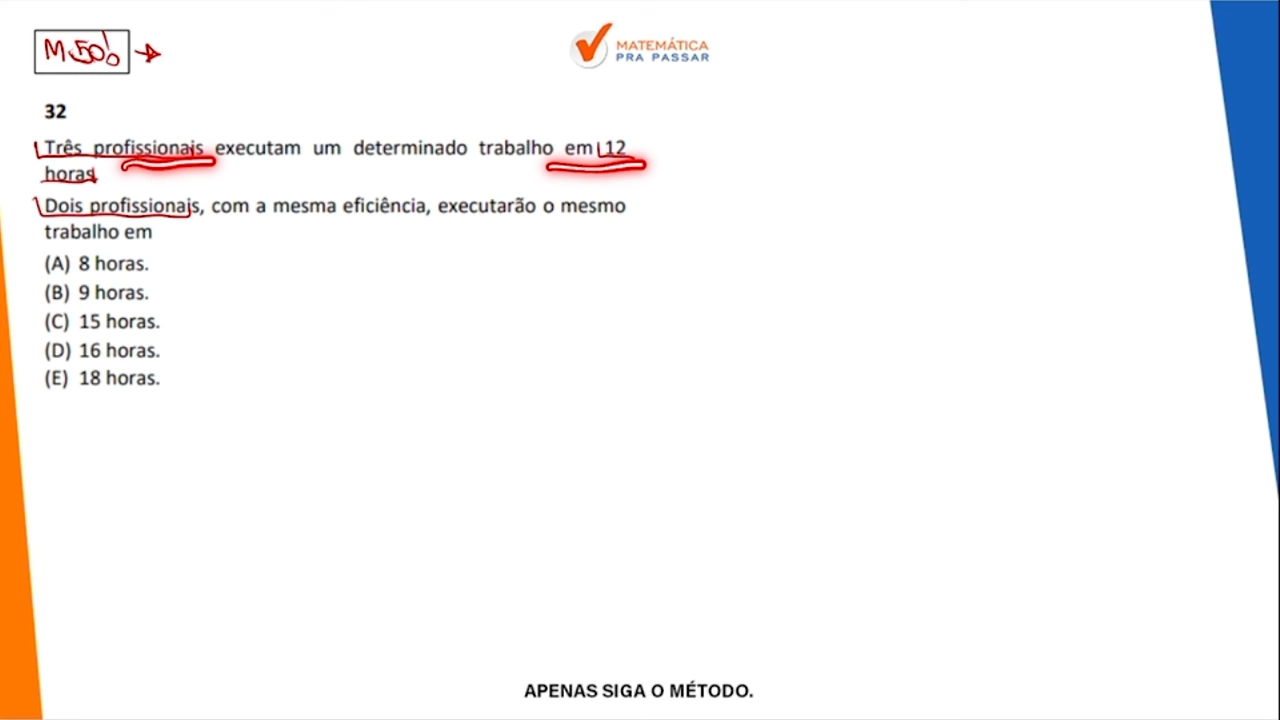 M.50%
MATEMÁTICA
PRA PASSAR
32
Três profissionais executam um determinado trabalho em 12
horas.
Dois profissionais, com a mesma eficiência, executarão o mesmo
trabalho em
(A) 8 horas.
(B) 9 horas.
(C) 15 horas.
(D) 16 horas.
(E) 18 horas.
APENAS SIGA O MÉTODO.